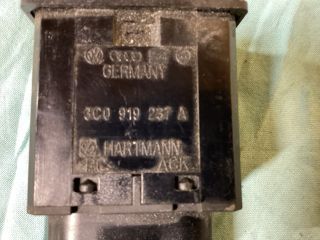 GERMANY
3C0 919 237 A
HARTMANN